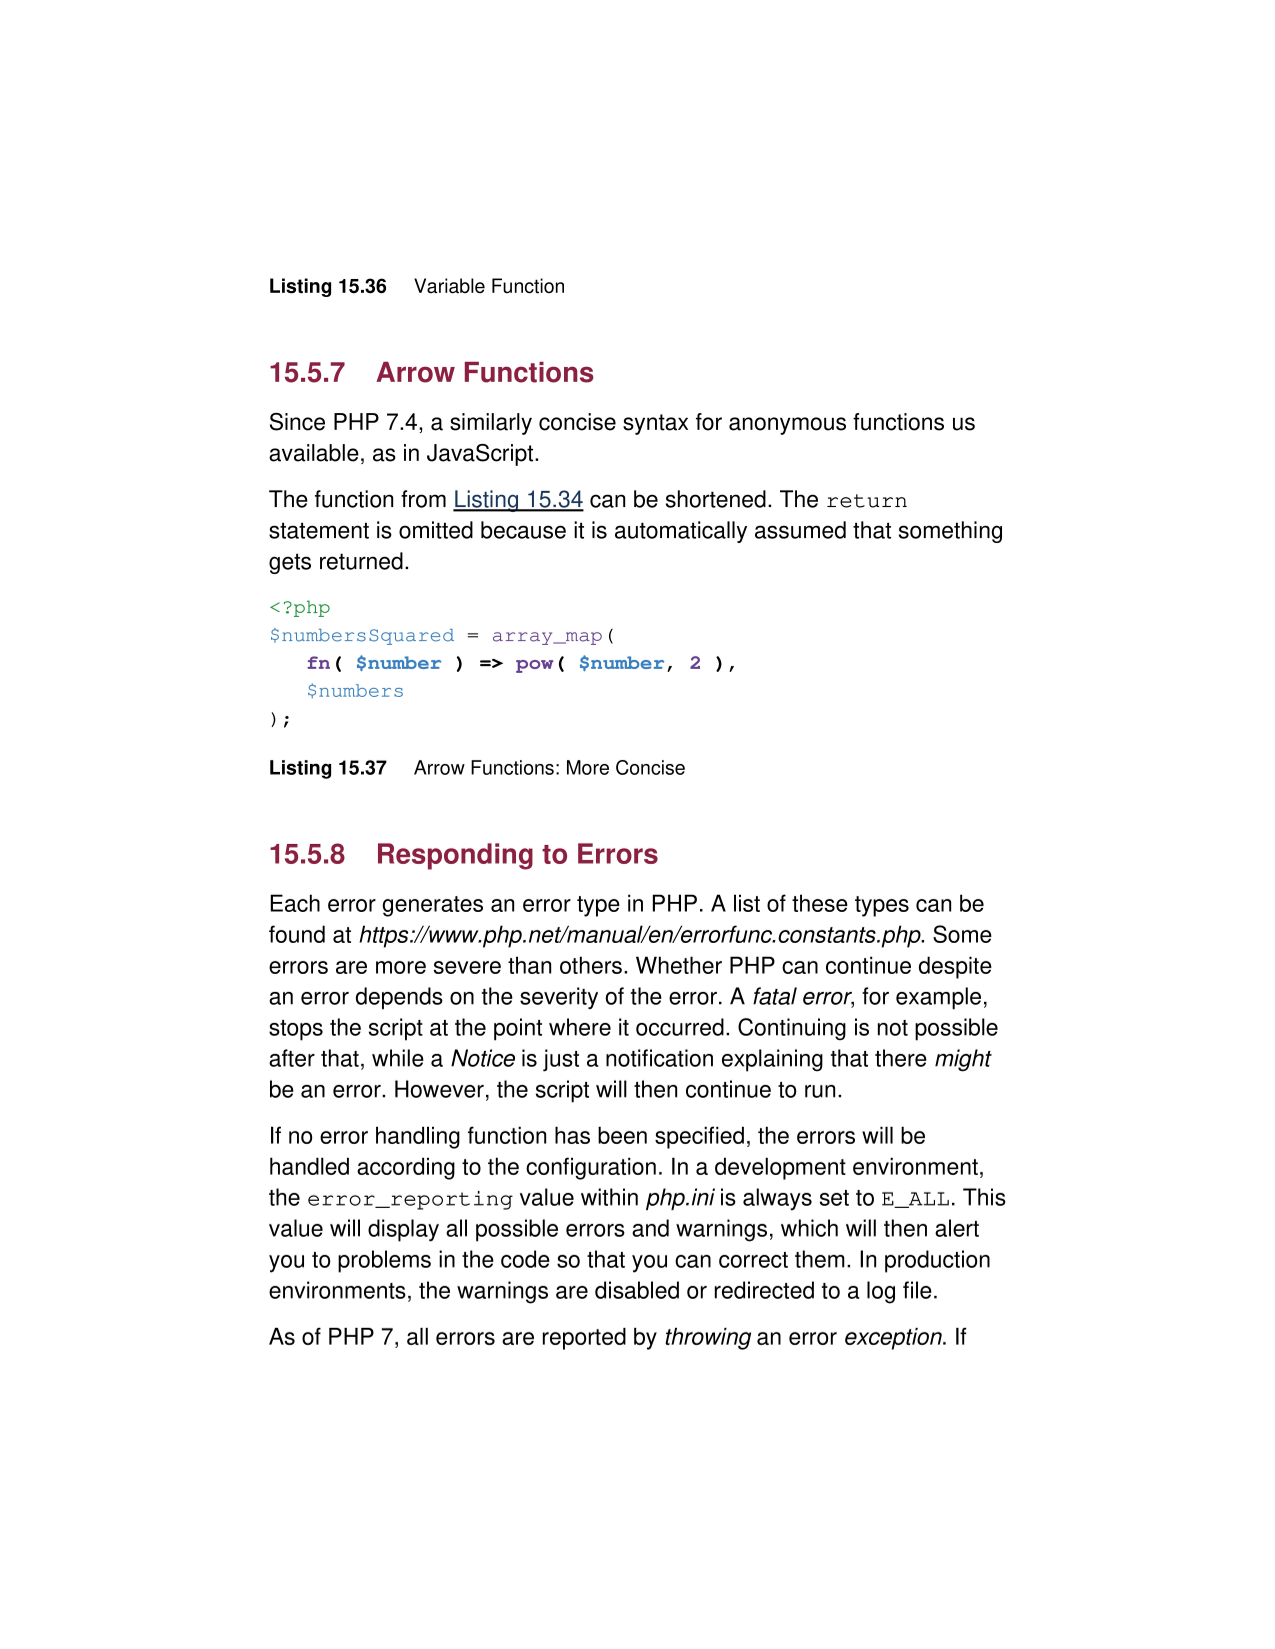 Listing 15.36 Variable Function
15.5.7 Arrow Functions
Since PHP 7.4, a similarly concise syntax for anonymous functions us
available, as in JavaScript.
The function from Listing 15.34 can be shortened. The return
statement is omitted because it is automatically assumed that something
gets returned.
<?php
$numbersSquared = array_map(
   fn( $number ) => pow( $number, 2 ),
   $numbers
);
Listing 15.37 Arrow Functions: More Concise
15.5.8 Responding to Errors
Each error generates an error type in PHP. A list of these types can be
found at https://www.php.net/manual/en/errorfunc.constants.php. Some
errors are more severe than others. Whether PHP can continue despite
an error depends on the severity of the error. A fatal error, for example,
stops the script at the point where it occurred. Continuing is not possible
after that, while a Notice is just a notification explaining that there might
be an error. However, the script will then continue to run.
If no error handling function has been specified, the errors will be
handled according to the configuration. In a development environment,
the error_reporting value within php.ini is always set to E_ALL. This
value will display all possible errors and warnings, which will then alert
you to problems in the code so that you can correct them. In production
environments, the warnings are disabled or redirected to a log file.
As of PHP 7, all errors are reported by throwing an error exception. If